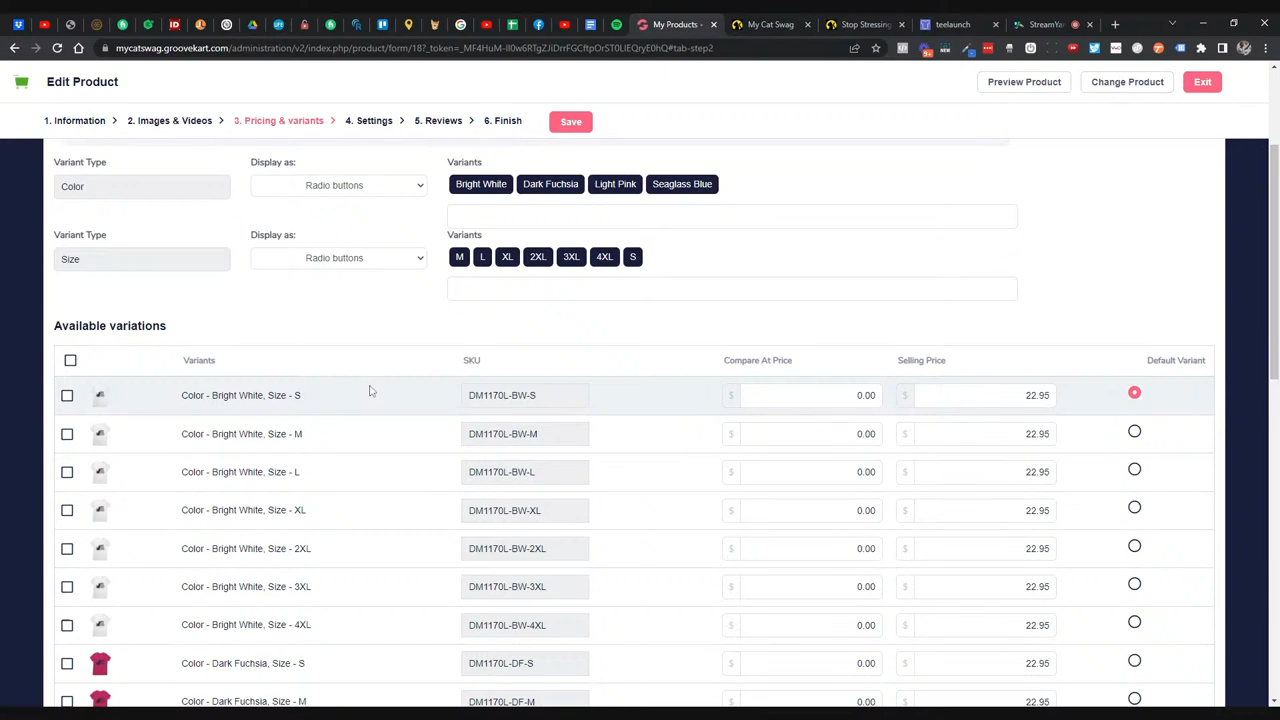 My Products -
My Cat Swag
Stop Stressing
teelaunch
StreamYar
mycatswag.groovekart.com/administration/v2/index.php/product/form/187_token=_MF4HuM-II0w6RTgZJiDrrFGCftpOrST0LlEQryE0hQ#tab-step2
Edit Product
Preview Product
Change Product
Exit
1. Information
2. Images & Videos
3. Pricing & variants
4. Settings
5. Reviews
6. Finish
Save
Variant Type
Display as:
Variants
Color
Radio buttons
Bright White
Dark Fuchsia
Light Pink
Seaglass Blue
Variant Type
Display as:
Variants
Size
Radio buttons
M
L
XL
2XL
3XL
4XL
S
Available variations
Variants
SKU
Compare At Price
Selling Price
Default Variant
Color - Bright White, Size - S
DM1170L-BW-S
$ 0.00
$ 22.95
Color - Bright White, Size - M
DM1170L-BW-M
$ 0.00
$ 22.95
Color - Bright White, Size - L
DM1170L-BW-L
$ 0.00
$ 22.95
Color - Bright White, Size - XL
DM1170L-BW-XL
$ 0.00
$ 22.95
Color - Bright White, Size - 2XL
DM1170L-BW-2XL
$ 0.00
$ 22.95
Color - Bright White, Size - 3XL
DM1170L-BW-3XL
$ 0.00
$ 22.95
Color - Bright White, Size - 4XL
DM1170L-BW-4XL
$ 0.00
$ 22.95
Color - Dark Fuchsia, Size - S
DM1170L-DF-S
$ 0.00
$ 22.95
Color - Dark Fuchsia, Size - M
DM1170L-DF-M
$ 0.00
$ 22.95